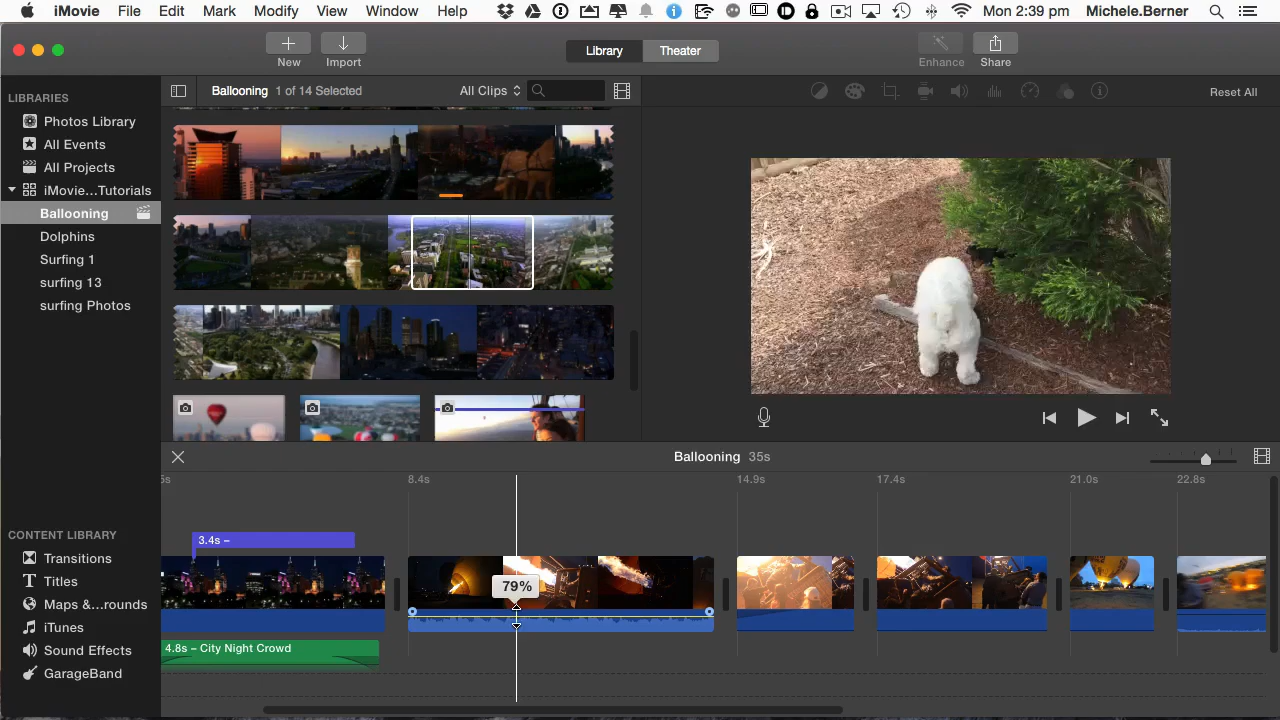 iMovie File Edit Mark Modify View Window Help Mon 2:39 pm Michele.Berner
New Import Library Theater Enhance Share
LIBRARIES
Photos Library
All Events
All Projects
iMovie...Tutorials
Ballooning
Dolphins
Surfing 1
surfing 13
surfing Photos
Ballooning 1 of 14 Selected All Clips
Reset All
Ballooning 35s
5s 8.4s 14.9s 17.4s 21.0s 22.8s
3.4s –
79%
4.8s – City Night Crowd
CONTENT LIBRARY
Transitions
Titles
Maps &...rounds
iTunes
Sound Effects
GarageBand